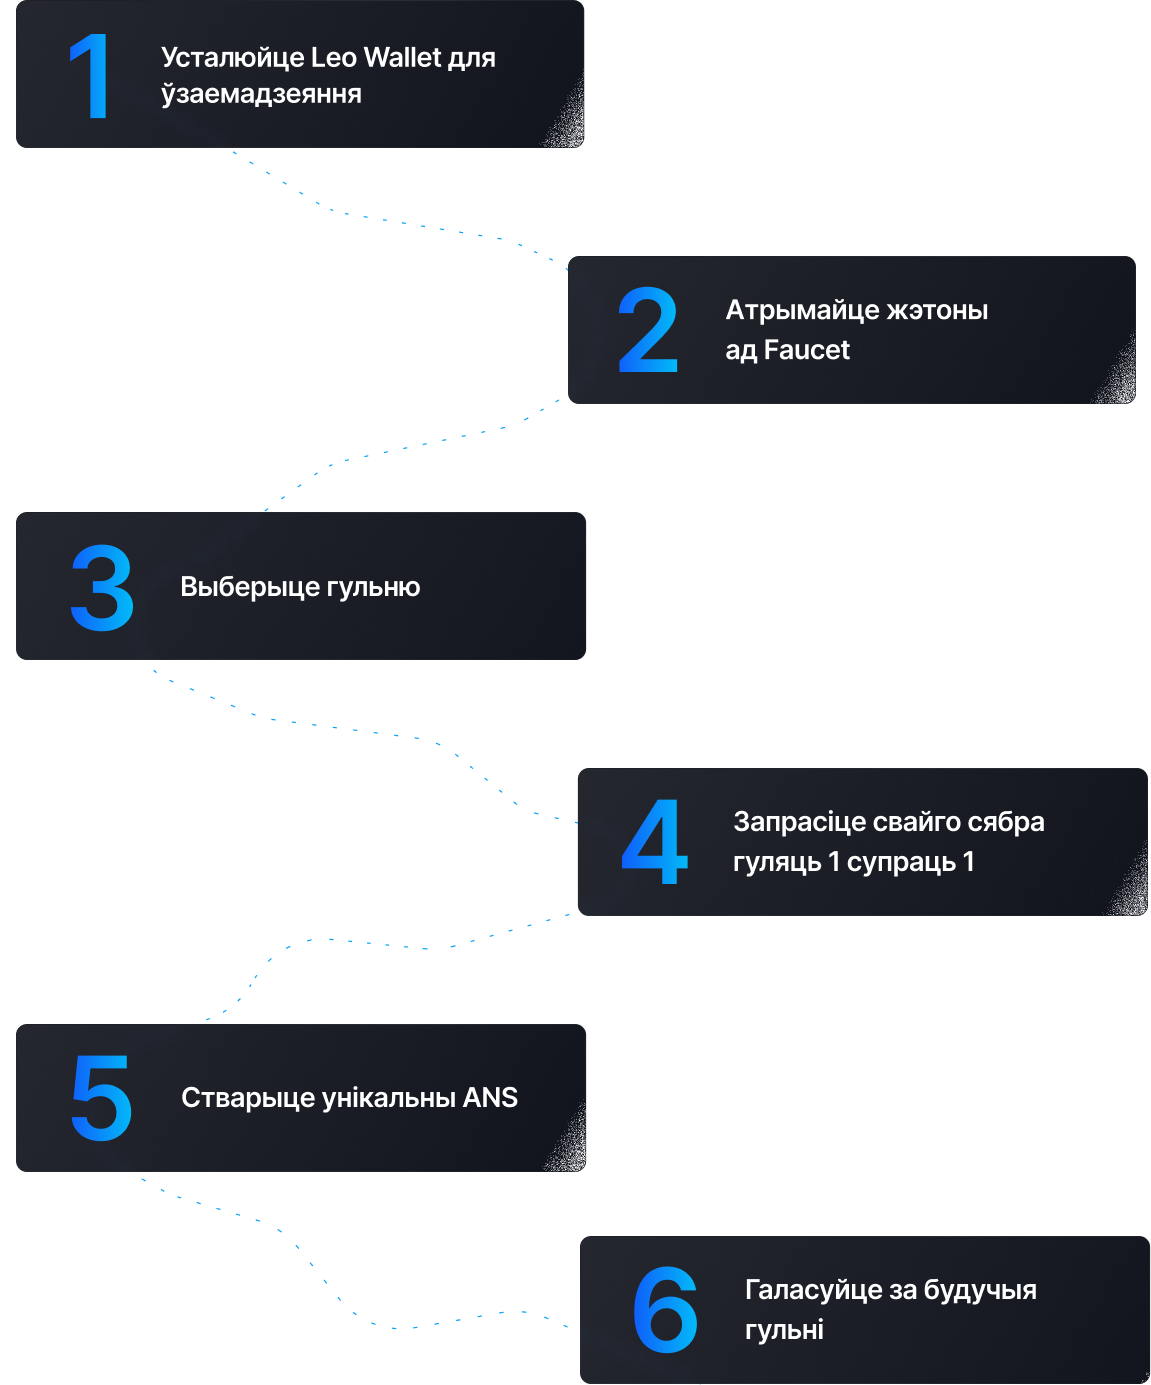 1
Усталюйце Leo Wallet для
ўзаемадзеяння
2
Атрымайце жэтоны
ад Faucet
3
Выберыце гульню
4
Запрасіце свайго сябра
гуляць 1 супраць 1
5
Стварыце унікальны ANS
6
Галасуйце за будучыя
гульні